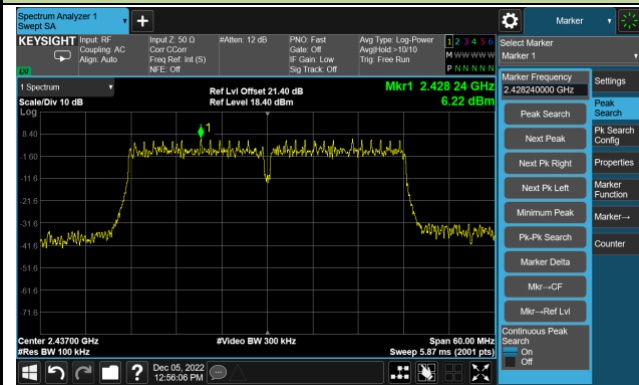 Spectrum Analyzer 1
Swept SA
Marker
KEYSIGHT
Input: RF
Coupling: AC
Align: Auto
Input Z: 50 Ω
Corr CCorr
Freq Ref: Int (S)
NFE: Off
#Atten: 12 dB
PNO: Fast
Gate: Off
IF Gain: Low
Sig Track: Off
Avg Type: Log-Power
Avg|Hold:>10/10
Trig: Free Run
1 2 3 4 5 6
M W W W W W
P N N N N N
Select Marker
Marker 1
1 Spectrum
Scale/Div 10 dB
Log
Ref Lvl Offset 21.40 dB
Ref Level 18.40 dBm
Mkr1 2.428 24 GHz
6.22 dBm
8.40
-1.60
-11.6
-21.6
-31.6
-41.6
-51.6
-61.6
-71.6
1
Center 2.43700 GHz
#Res BW 100 kHz
#Video BW 300 kHz
Span 60.00 MHz
Sweep 5.87 ms (2001 pts)
Marker Frequency
2.428240000 GHz
Peak Search
Next Peak
Next Pk Right
Next Pk Left
Minimum Peak
Pk-Pk Search
Marker Delta
Mkr→CF
Mkr→Ref Lvl
Continuous Peak
Search
On
Off
Settings
Peak
Search
Pk Search
Config
Properties
Marker
Function
Marker→
Counter
Dec 05, 2022
12:56:06 PM